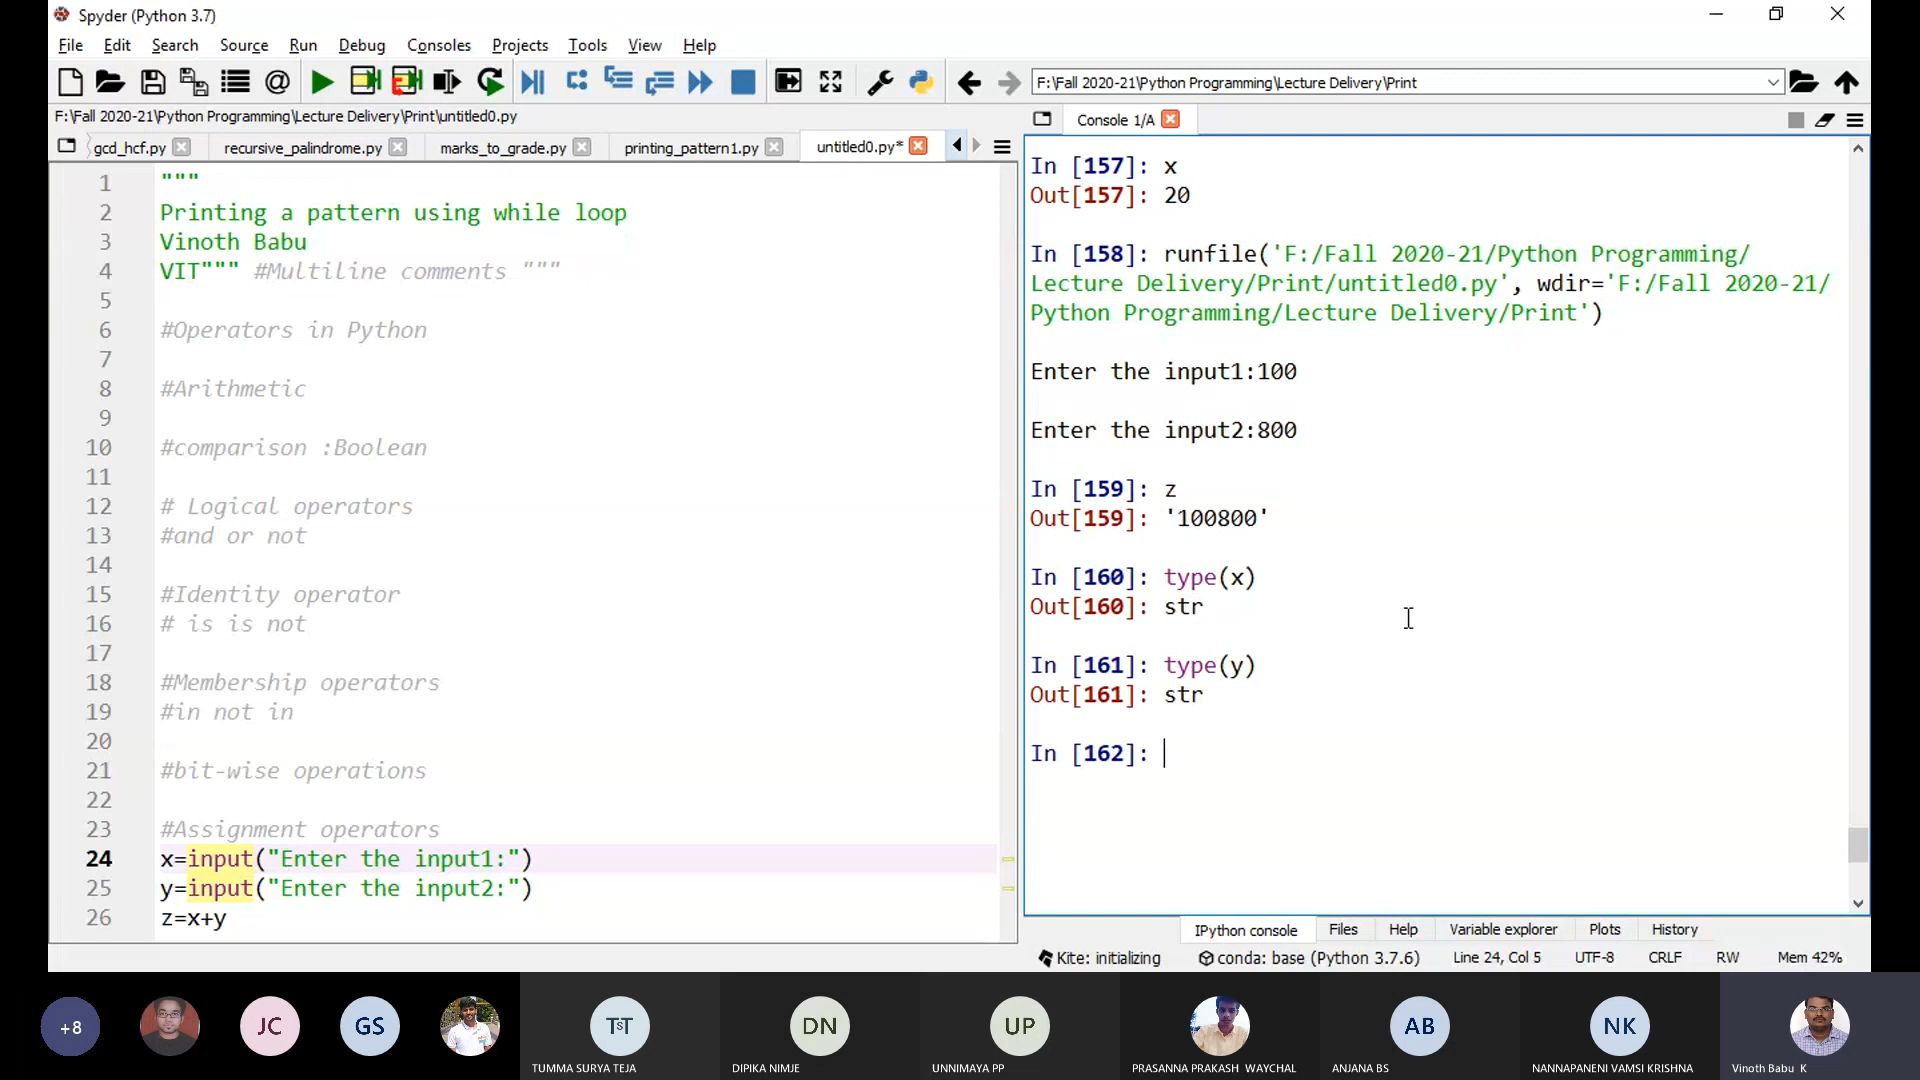 Spyder (Python 3.7)
File Edit Search Source Run Debug Consoles Projects Tools View Help
F:\Fall 2020-21\Python Programming\Lecture Delivery\Print
F:\Fall 2020-21\Python Programming\Lecture Delivery\Print\untitled0.py
gcd_hcf.py recursive_palindrome.py marks_to_grade.py printing_pattern1.py untitled0.py*
1 """
2 Printing a pattern using while loop
3 Vinoth Babu
4 VIT""" #Multiline comments """
5
6 #Operators in Python
7
8 #Arithmetic
9
10 #comparison :Boolean
11
12 # Logical operators
13 #and or not
14
15 #Identity operator
16 # is is not
17
18 #Membership operators
19 #in not in
20
21 #bit-wise operations
22
23 #Assignment operators
24 x=input("Enter the input1:")
25 y=input("Enter the input2:")
26 z=x+y
Console 1/A
In [157]: x
Out[157]: 20
In [158]: runfile('F:/Fall 2020-21/Python Programming/
Lecture Delivery/Print/untitled0.py', wdir='F:/Fall 2020-21/
Python Programming/Lecture Delivery/Print')
Enter the input1:100
Enter the input2:800
In [159]: z
Out[159]: '100800'
In [160]: type(x)
Out[160]: str
In [161]: type(y)
Out[161]: str
In [162]:
IPython console Files Help Variable explorer Plots History
Kite: initializing conda: base (Python 3.7.6) Line 24, Col 5 UTF-8 CRLF RW Mem 42%
+8 JC GS TST DN UP AB NK
TUMMA SURYA TEJA DIPIKA NIMJE UNNIMAYA PP PRASANNA PRAKASH WAYCHAL ANJANA BS NANNAPANENI VAMSI KRISHNA Vinoth Babu K